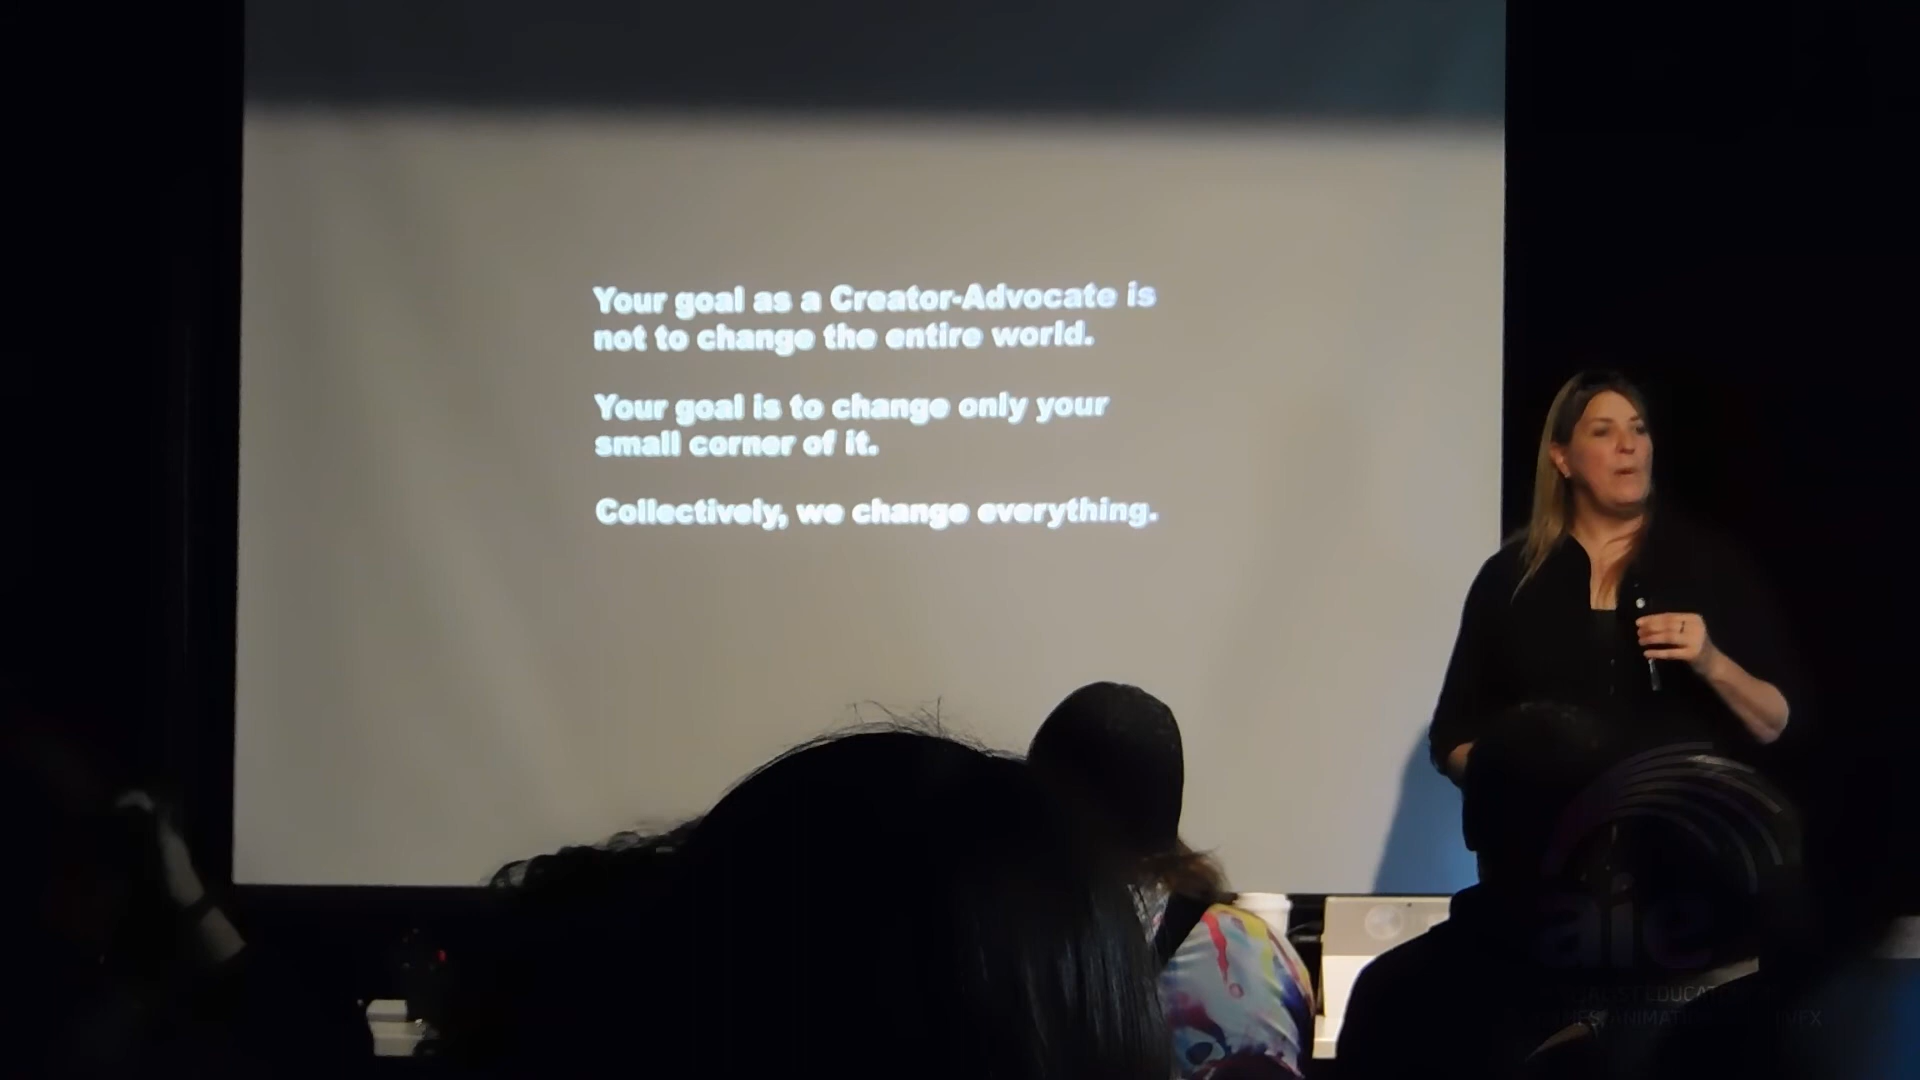 Your goal as a Creator-Advocate is
not to change the entire world.
Your goal is to change only your
small corner of it.
Collectively, we change everything.
aie